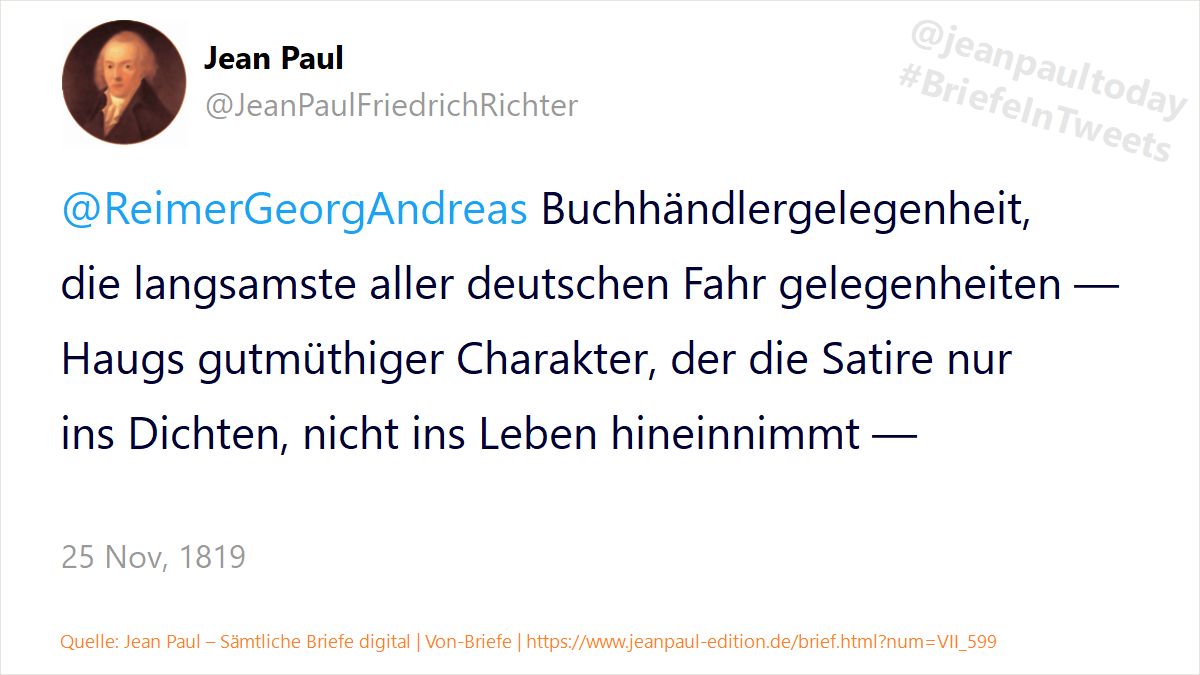 Jean Paul
@JeanPaulFriedrichRichter
@jeanpaultoday
#BriefeInTweets
@ReimerGeorgAndreas Buchhändlergelegenheit,
die langsamste aller deutschen Fahr gelegenheiten —
Haugs gutmüthiger Charakter, der die Satire nur
ins Dichten, nicht ins Leben hineinnimmt —
25 Nov, 1819
Quelle: Jean Paul – Sämtliche Briefe digital | Von-Briefe | https://www.jeanpaul-edition.de/brief.html?num=VII_599